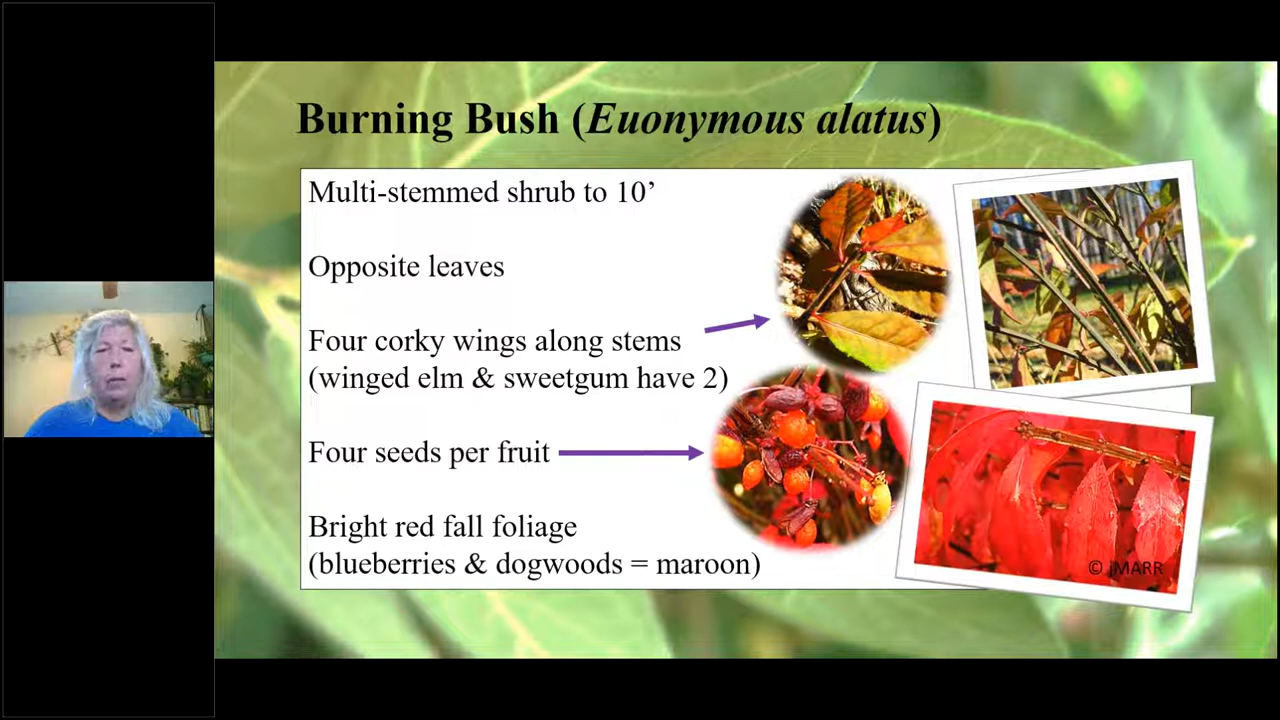 Burning Bush (Euonymous alatus)
Multi-stemmed shrub to 10’
Opposite leaves
Four corky wings along stems
(winged elm & sweetgum have 2)
Four seeds per fruit
Bright red fall foliage
(blueberries & dogwoods = maroon)
© jMARR